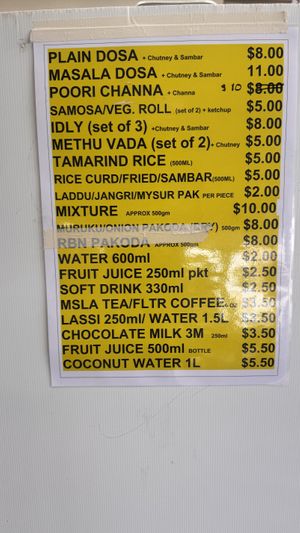 PLAIN DOSA + Chutney & Sambar $8.00
MASALA DOSA + Chutney & Sambar 11.00
POORI CHANNA + Channa $ 10 $8.00
SAMOSA/VEG. ROLL (set of 2) + ketchup $5.00
IDLY (set of 3) +Chutney & Sambar $8.00
METHU VADA (set of 2)+ Chutney $5.00
TAMARIND RICE (500ML) $5.00
RICE CURD/FRIED/SAMBAR(500ML) $5.00
LADDU/JANGRI/MYSUR PAK PER PIECE $2.00
MIXTURE APPROX 500gm $10.00
MURUKU/ONION PAKODA (DRY) 500gm $8.00
RBN PAKODA APPROX 500gm $8.00
WATER 600ml $2.00
FRUIT JUICE 250ml pkt $2.50
SOFT DRINK 330ml $2.50
MSLA TEA/FLTR COFFEE $3.50
LASSI 250ml/ WATER 1.5L $3.50
CHOCOLATE MILK 3M 250ml $3.50
FRUIT JUICE 500ml BOTTLE $5.50
COCONUT WATER 1L $5.50